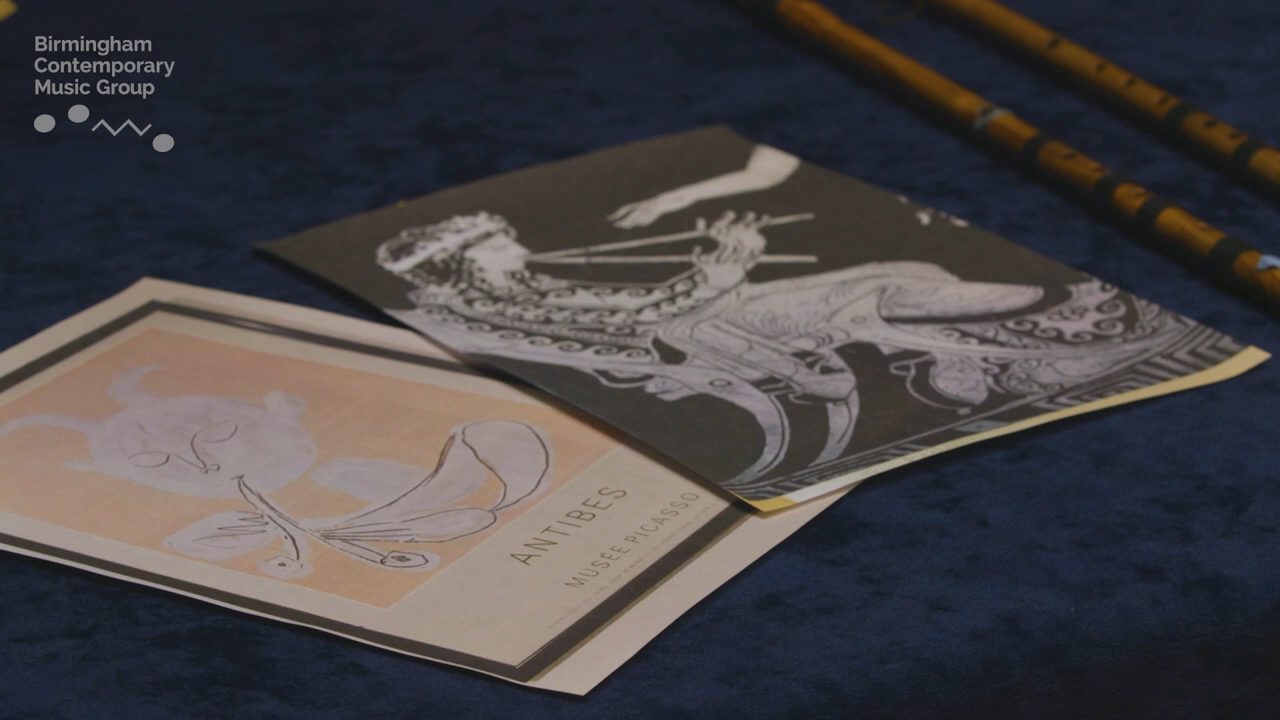 Birmingham
Contemporary
Music Group
ANTIBES
MUSÉE PICASSO